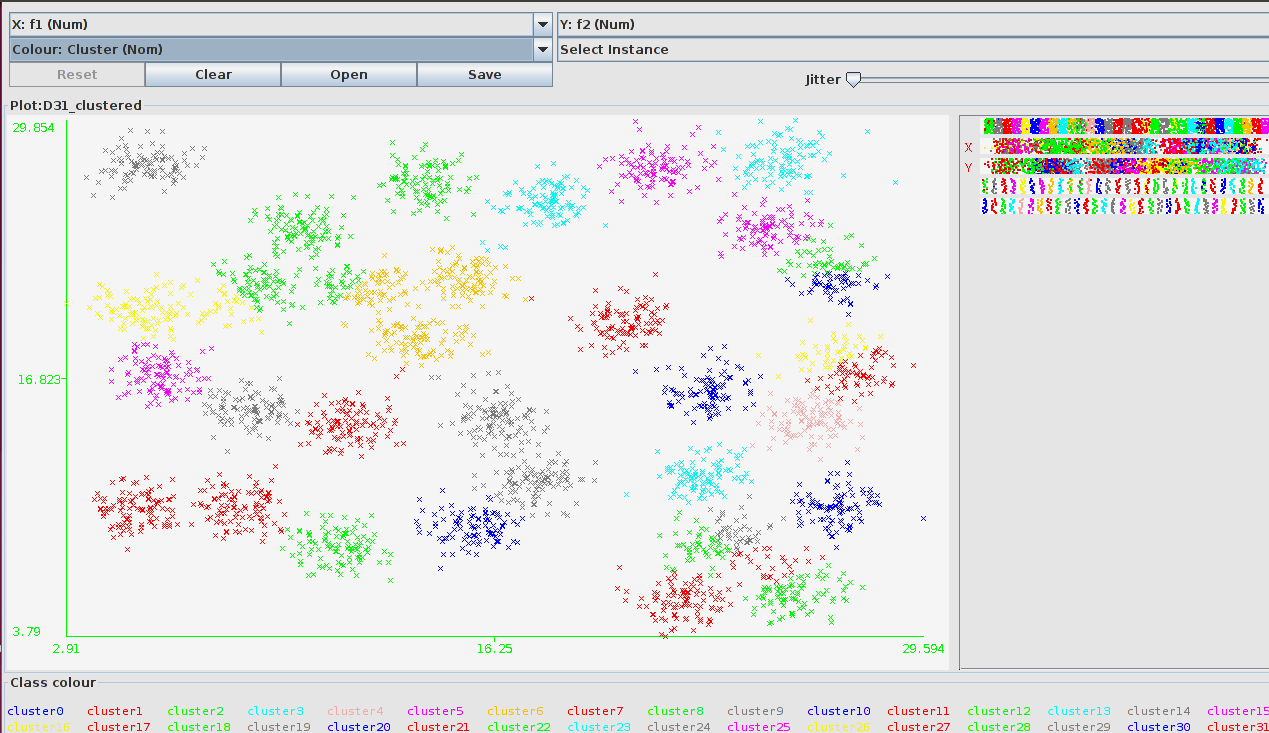 X: f1 (Num) Y: f2 (Num)
Colour: Cluster (Nom) Select Instance
Reset Clear Open Save Jitter
Plot:D31_clustered
29.854
X
Y
16.823
3.79
2.91 16.25 29.594
Class colour
cluster0 cluster1 cluster2 cluster3 cluster4 cluster5 cluster6 cluster7 cluster8 cluster9 cluster10 cluster11 cluster12 cluster13 cluster14 cluster15
cluster16 cluster17 cluster18 cluster19 cluster20 cluster21 cluster22 cluster23 cluster24 cluster25 cluster26 cluster27 cluster28 cluster29 cluster30 cluster31